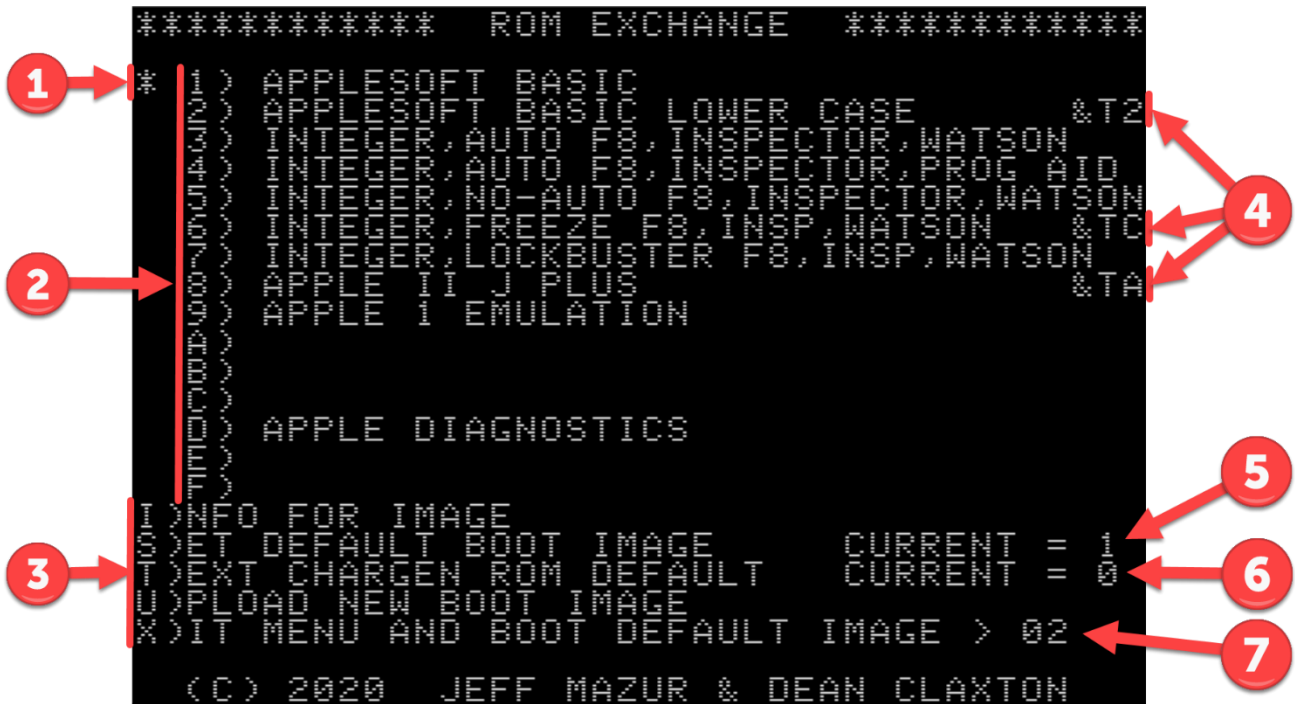 ************ ROM EXCHANGE ************
* 1) APPLESOFT BASIC
2) APPLESOFT BASIC LOWER CASE &T2
3) INTEGER,AUTO F8,INSPECTOR,WATSON
4) INTEGER,AUTO F8,INSPECTOR,PROG AID
5) INTEGER,NO-AUTO F8,INSPECTOR,WATSON
6) INTEGER,FREEZE F8,INSP,WATSON &TC
7) INTEGER,LOCKBUSTER F8,INSP,WATSON
8) APPLE II J PLUS &TA
9) APPLE 1 EMULATION
A)
B)
C)
D) APPLE DIAGNOSTICS
E)
F)
I)NFO FOR IMAGE
S)ET DEFAULT BOOT IMAGE CURRENT = 1
T)EXT CHARGEN ROM DEFAULT CURRENT = 0
U)PLOAD NEW BOOT IMAGE
X)IT MENU AND BOOT DEFAULT IMAGE > 02
(C) 2020 JEFF MAZUR & DEAN CLAXTON
1
2
3
4
5
6
7